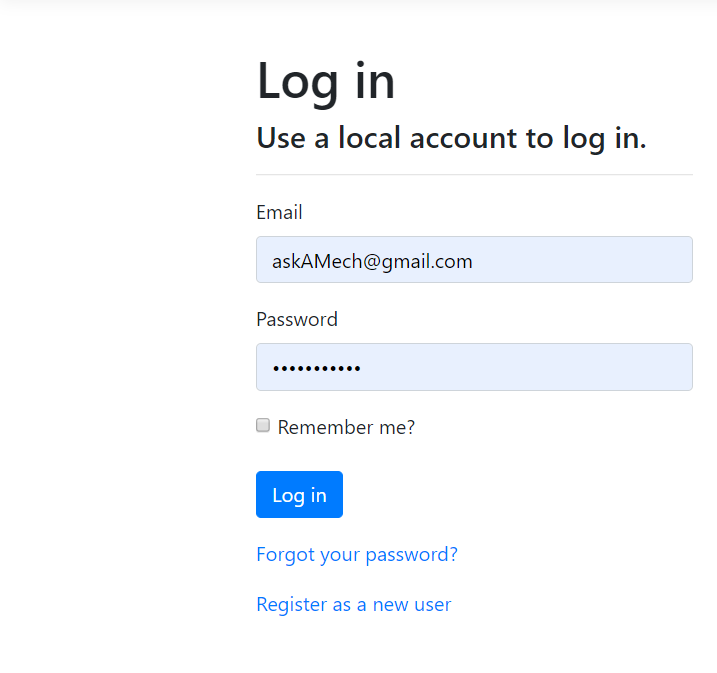 Log in
Use a local account to log in.
Email
askAMech@gmail.com
Password
•••••••••••
Remember me?
Log in
Forgot your password?
Register as a new user